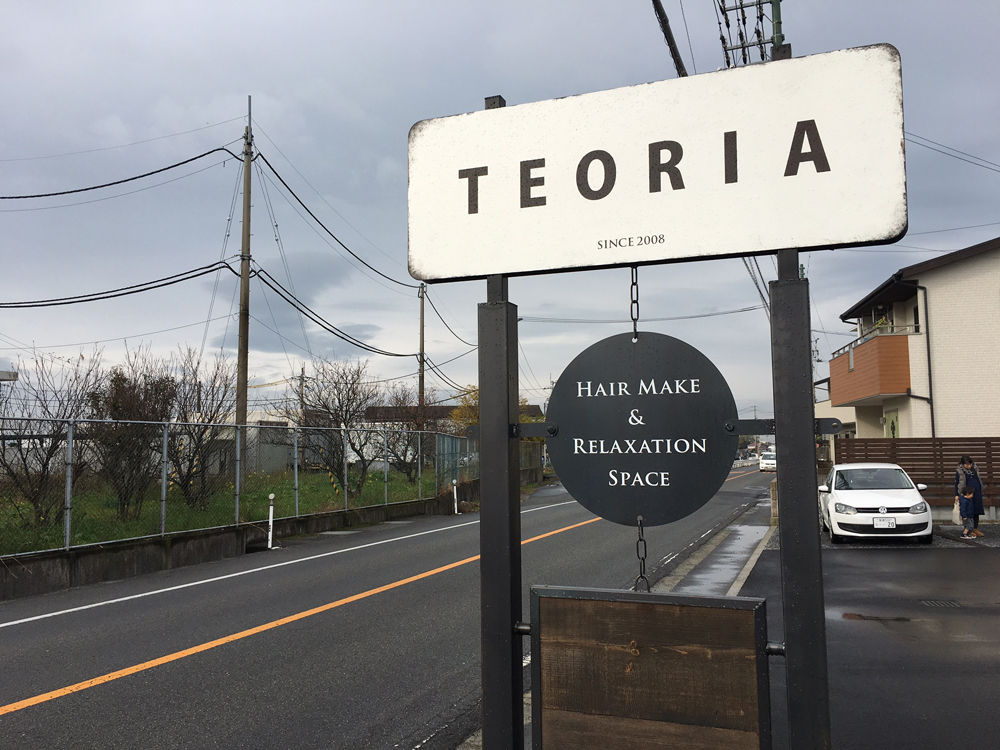 TEORIA
SINCE 2008
HAIR MAKE
&
RELAXATION
SPACE